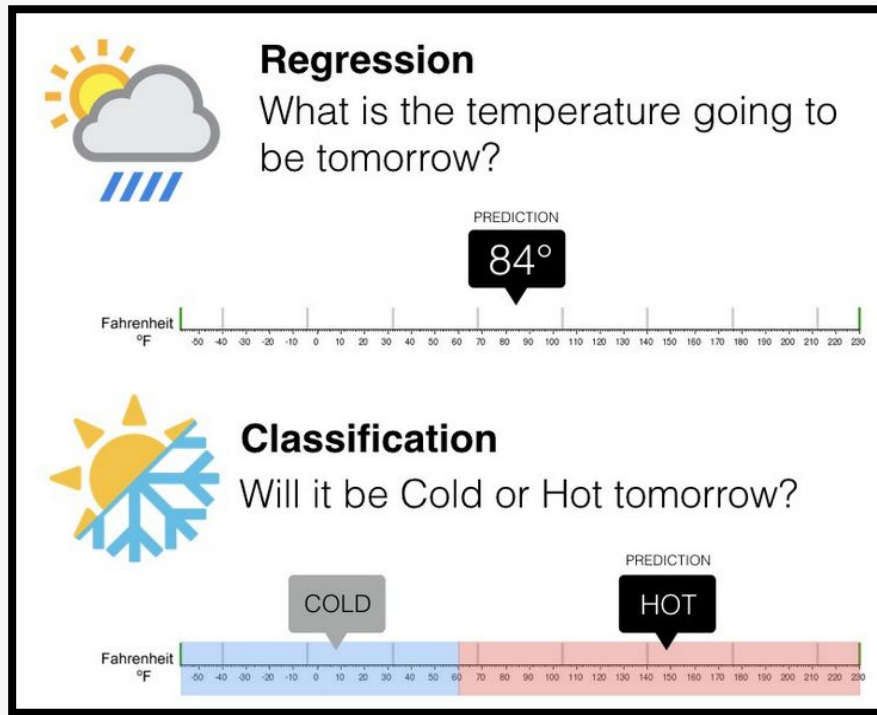 Regression
What is the temperature going to
be tomorrow?
PREDICTION
84°
Fahrenheit
°F
-50 -40 -30 -20 -10 0 10 20 30 40 50 60 70 80 90 100 110 120 130 140 150 160 170 180 190 200 210 220 230
Classification
Will it be Cold or Hot tomorrow?
PREDICTION
COLD HOT
Fahrenheit
°F
-50 -40 -30 -20 -10 0 10 20 30 40 50 60 70 80 90 100 110 120 130 140 150 160 170 180 190 200 210 220 230